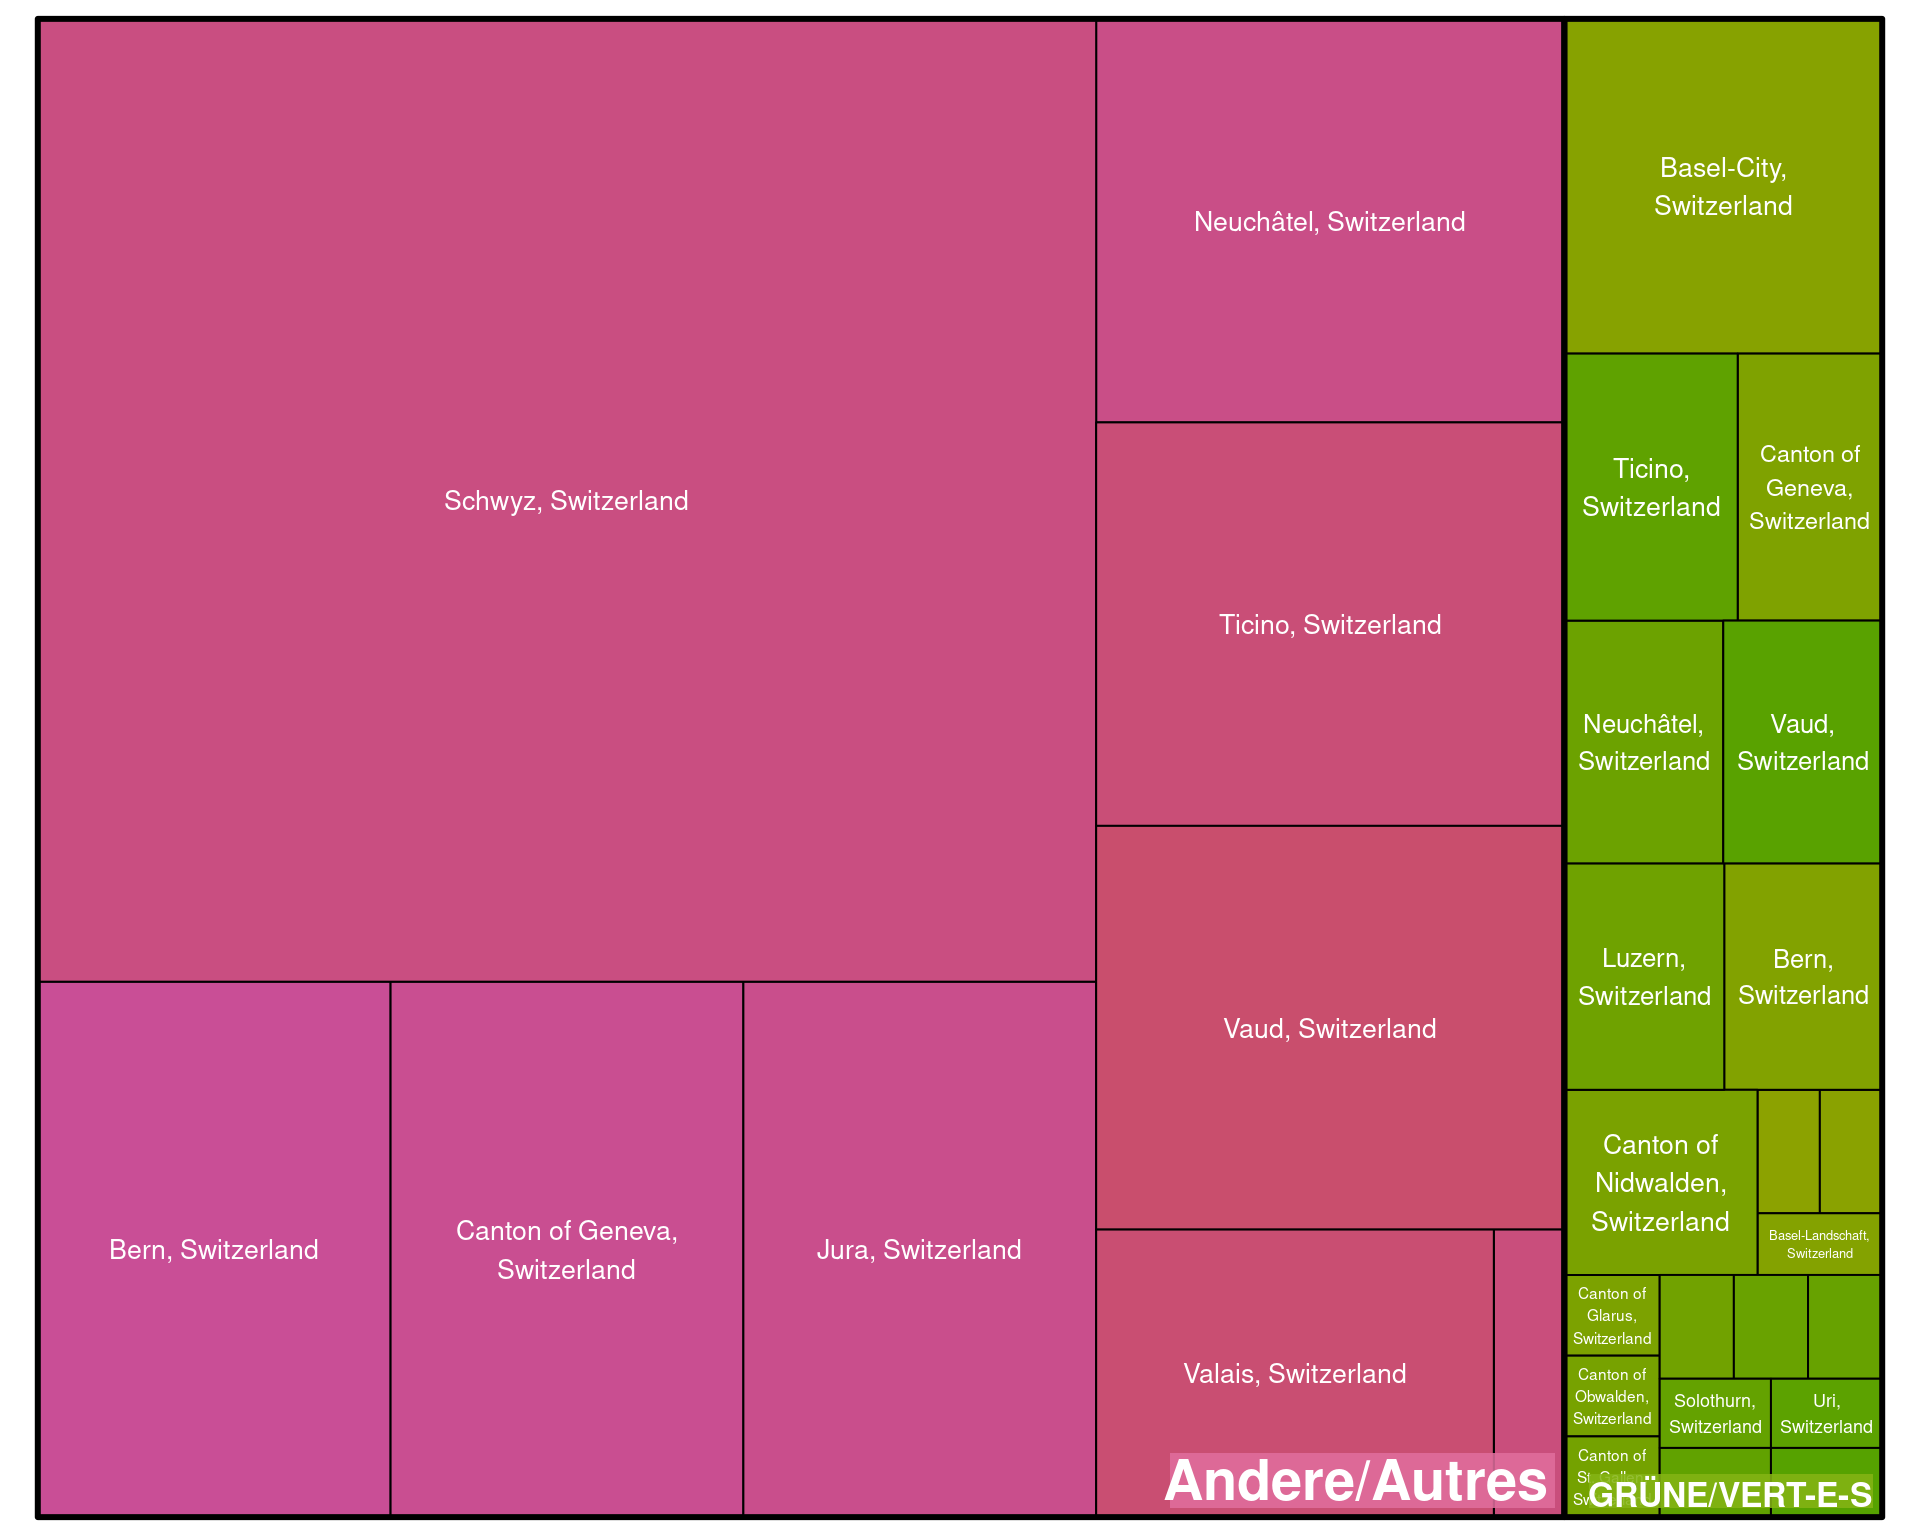 Schwyz, Switzerland
Bern, Switzerland
Canton of Geneva,
Switzerland
Jura, Switzerland
Neuchâtel, Switzerland
Ticino, Switzerland
Vaud, Switzerland
Valais, Switzerland
Andere/Autres
Basel-City,
Switzerland
Ticino,
Switzerland
Canton of
Geneva,
Switzerland
Neuchâtel,
Switzerland
Vaud,
Switzerland
Luzern,
Switzerland
Bern,
Switzerland
Canton of
Nidwalden,
Switzerland
Basel-Landschaft,
Switzerland
Canton of
Glarus,
Switzerland
Canton of
Obwalden,
Switzerland
Solothurn,
Switzerland
Uri,
Switzerland
Canton of
GRÜNE/VERT-E-S